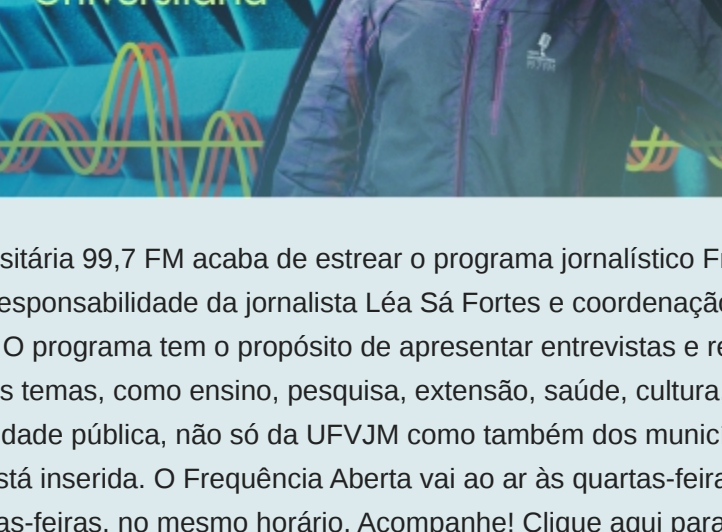 Universitária
sitária 99,7 FM acaba de estrear o programa jornalístico F
esponsabilidade da jornalista Léa Sá Fortes e coordenação
O programa tem o propósito de apresentar entrevistas e re
s temas, como ensino, pesquisa, extensão, saúde, cultura
dade pública, não só da UFVJM como também dos munic
stá inserida. O Frequência Aberta vai ao ar às quartas-feira
as-feiras, no mesmo horário. Acompanhe! Clique aqui para